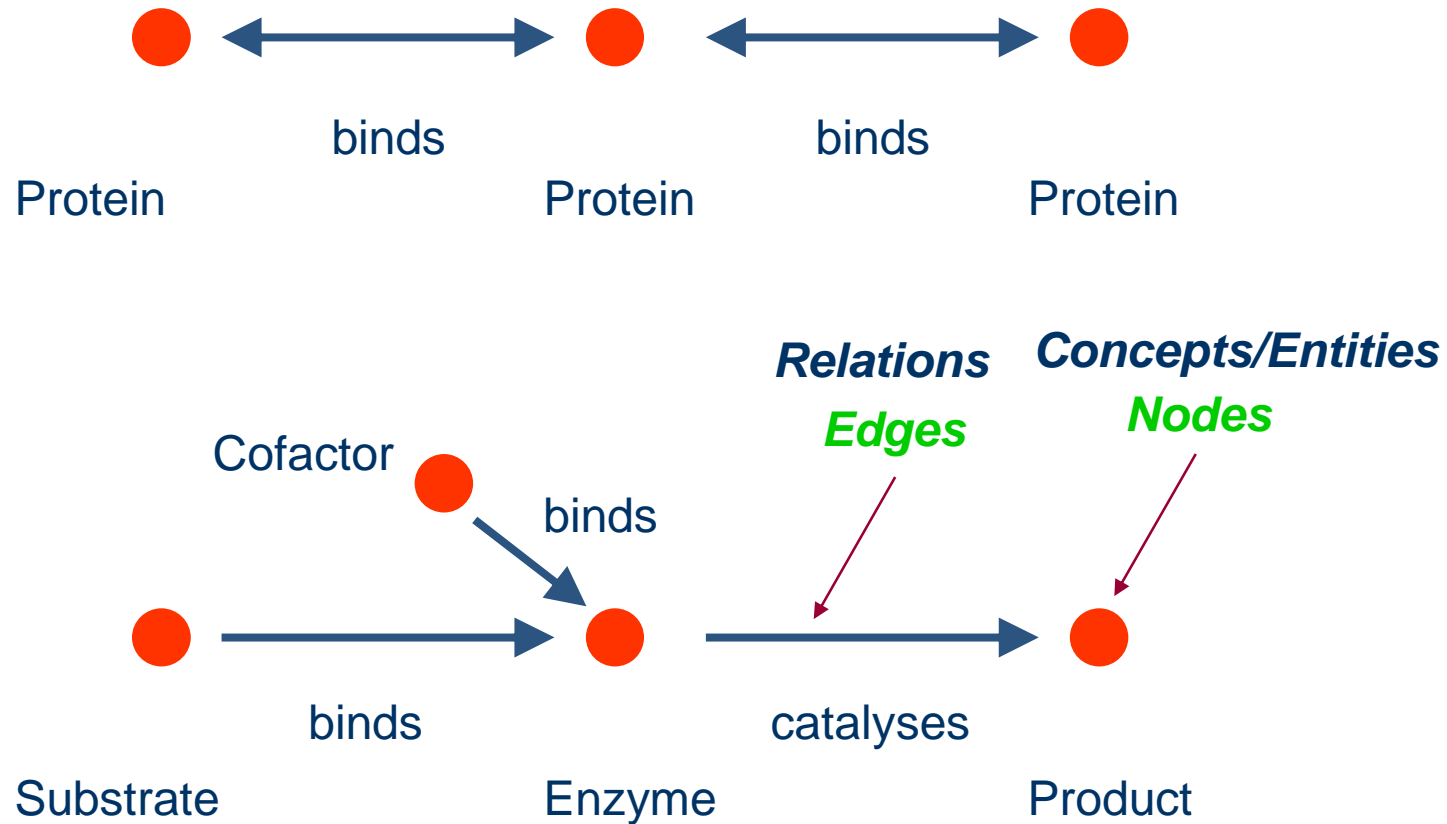 binds binds
Protein Protein Protein
Relations Concepts/Entities
Edges Nodes
Cofactor
binds
binds catalyses
Substrate Enzyme Product